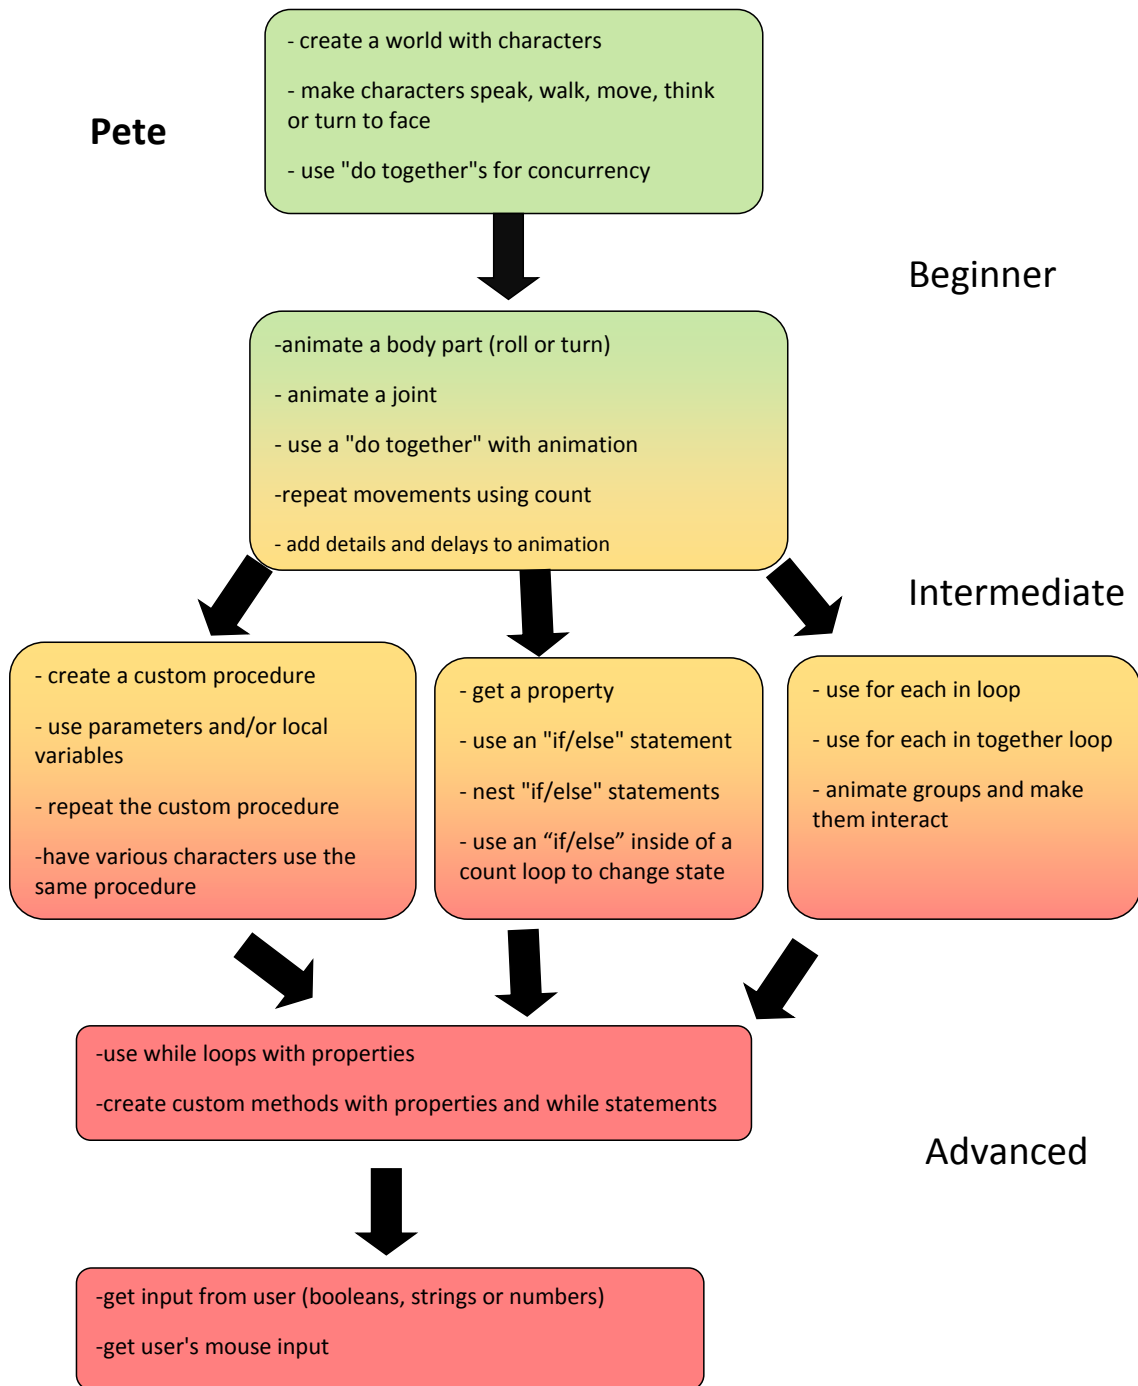 - create a world with characters
- make characters speak, walk, move, think
or turn to face
- use "do together"s for concurrency
Pete
Beginner
-animate a body part (roll or turn)
- animate a joint
- use a "do together" with animation
-repeat movements using count
- add details and delays to animation
Intermediate
- create a custom procedure
- use parameters and/or local
variables
- repeat the custom procedure
-have various characters use the
same procedure
- get a property
- use an "if/else" statement
- nest "if/else" statements
- use an “if/else” inside of a
count loop to change state
- use for each in loop
- use for each in together loop
- animate groups and make
them interact
-use while loops with properties
-create custom methods with properties and while statements
Advanced
-get input from user (booleans, strings or numbers)
-get user's mouse input